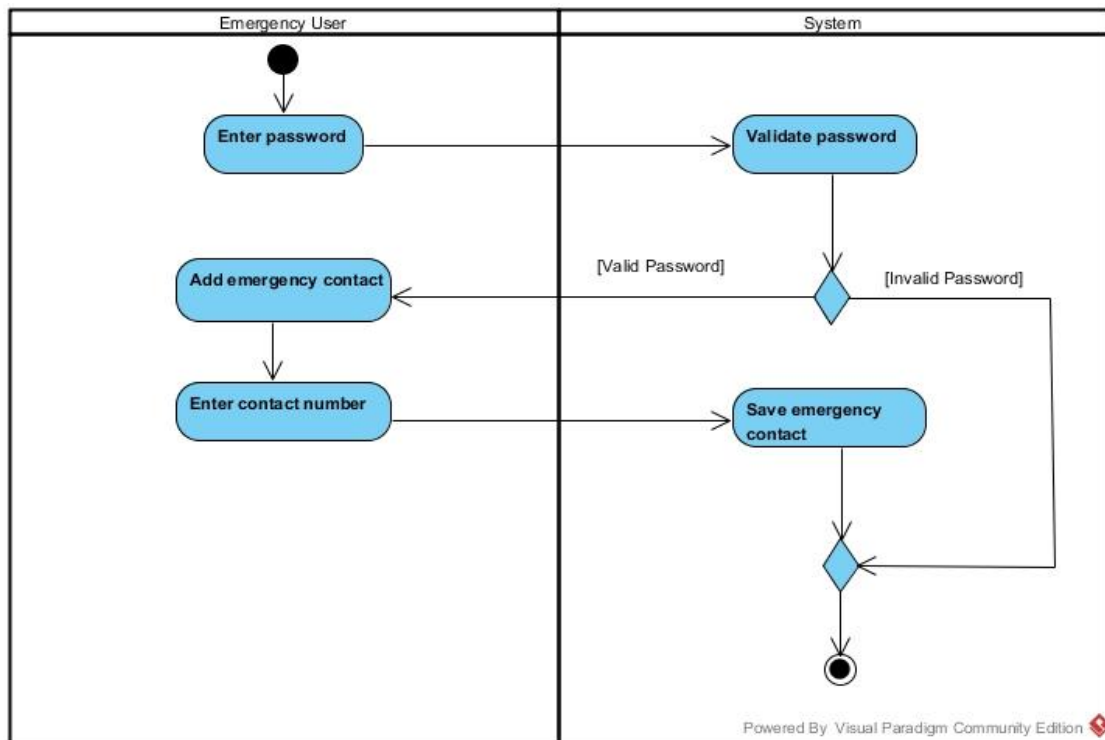 Emergency User
System
Enter password
Validate password
Add emergency contact
[Valid Password]
[Invalid Password]
Enter contact number
Save emergency
contact
Powered By Visual Paradigm Community Edition